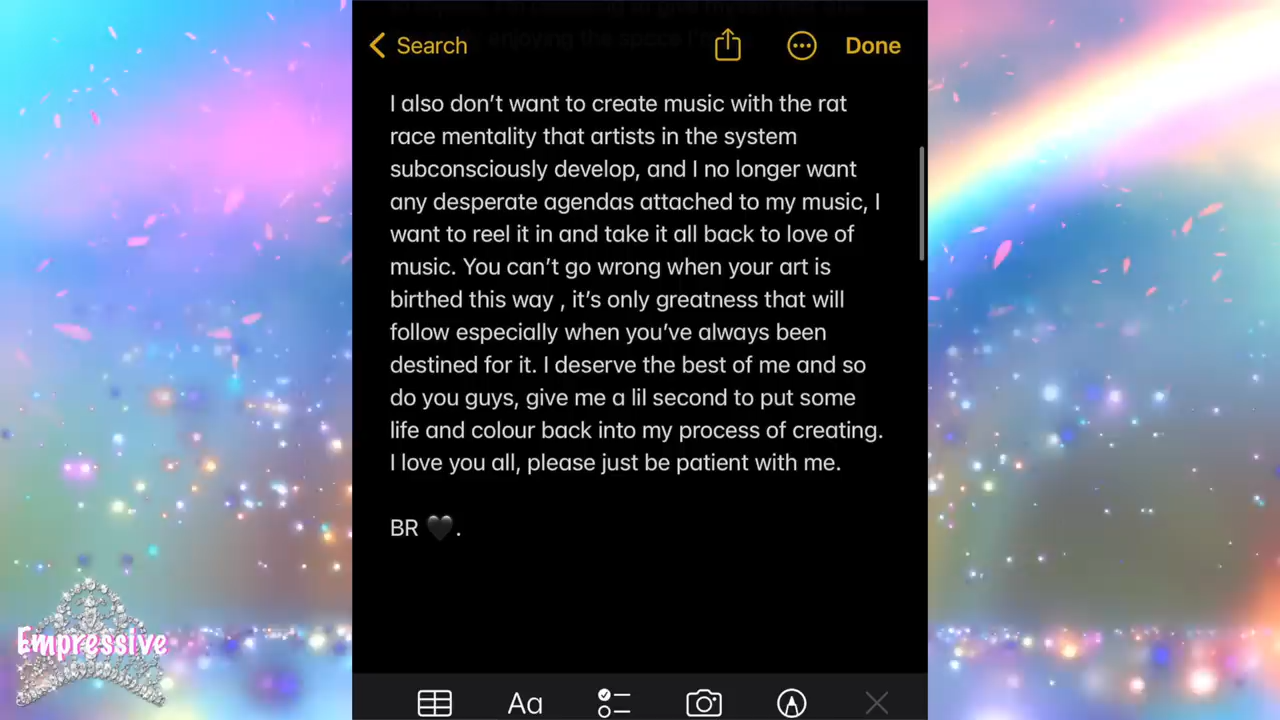 Search
Done
enjoying the space I
I also don’t want to create music with the rat
race mentality that artists in the system
subconsciously develop, and I no longer want
any desperate agendas attached to my music, I
want to reel it in and take it all back to love of
music. You can’t go wrong when your art is
birthed this way , it’s only greatness that will
follow especially when you’ve always been
destined for it. I deserve the best of me and so
do you guys, give me a lil second to put some
life and colour back into my process of creating.
I love you all, please just be patient with me.
BR 🖤.
Empressive
Aa